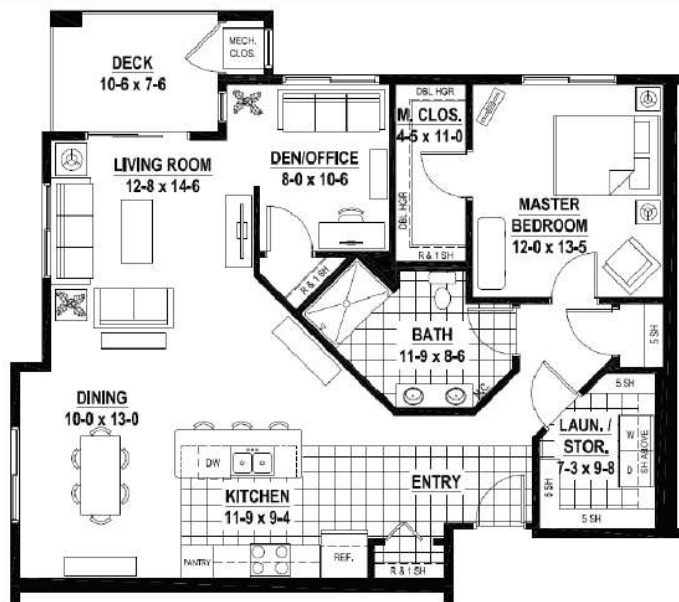 MECH.
CLOS.
DECK
10-6 x 7-6
DBL HGR
M. CLOS.
4-5 x 11-0
DBL HGR
R & 1 SH
LIVING ROOM
12-8 x 14-6
DEN/OFFICE
8-0 x 10-6
R & 1 SH
MASTER
BEDROOM
12-0 x 13-5
BATH
11-9 x 8-6
5 SH
DINING
10-0 x 13-0
5 SH
LAUN. /
STOR.
7-3 x 9-8
W
D
SH ABOVE
5 SH
5 SH
DW
KITCHEN
11-9 x 9-4
ENTRY
PANTRY
REF.
R & 1 SH